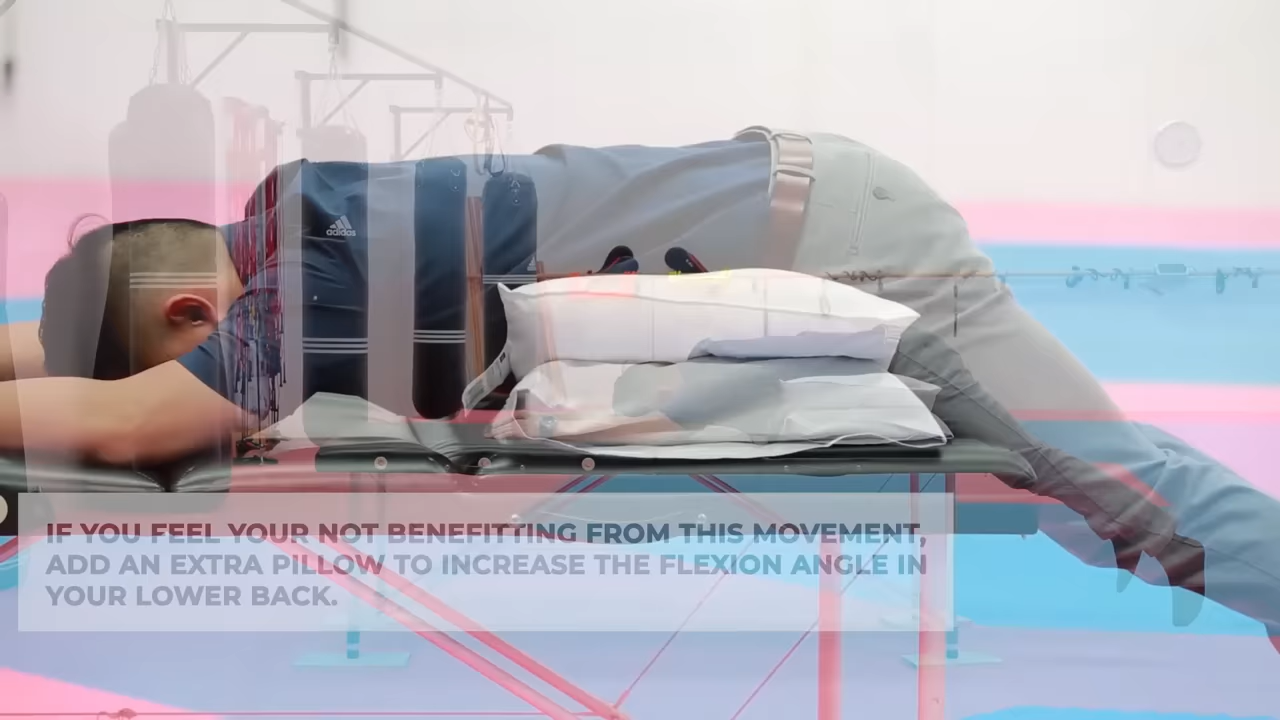 adidas
IF YOU FEEL YOUR NOT BENEFITTING FROM THIS MOVEMENT,
ADD AN EXTRA PILLOW TO INCREASE THE FLEXION ANGLE IN
YOUR LOWER BACK.